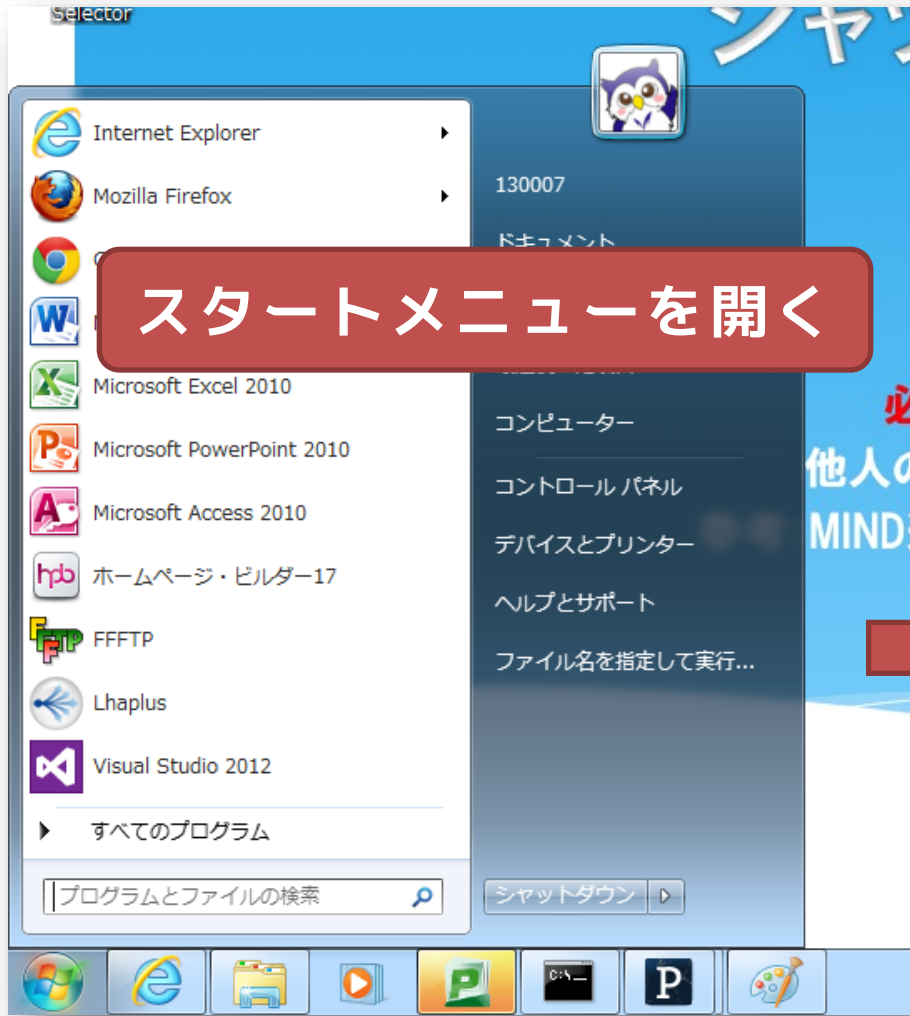 Selector
シャッ
Internet Explorer
Mozilla Firefox
130007
ドキュメント
スタートメニューを開く
Microsoft Excel 2010
コンピューター
必
Microsoft PowerPoint 2010
他人の
コントロール パネル
Microsoft Access 2010
デバイスとプリンター
MIND
ホームページ・ビルダー17
ヘルプとサポート
FFFTP
ファイル名を指定して実行...
Lhaplus
Visual Studio 2012
すべてのプログラム
プログラムとファイルの検索
シャットダウン